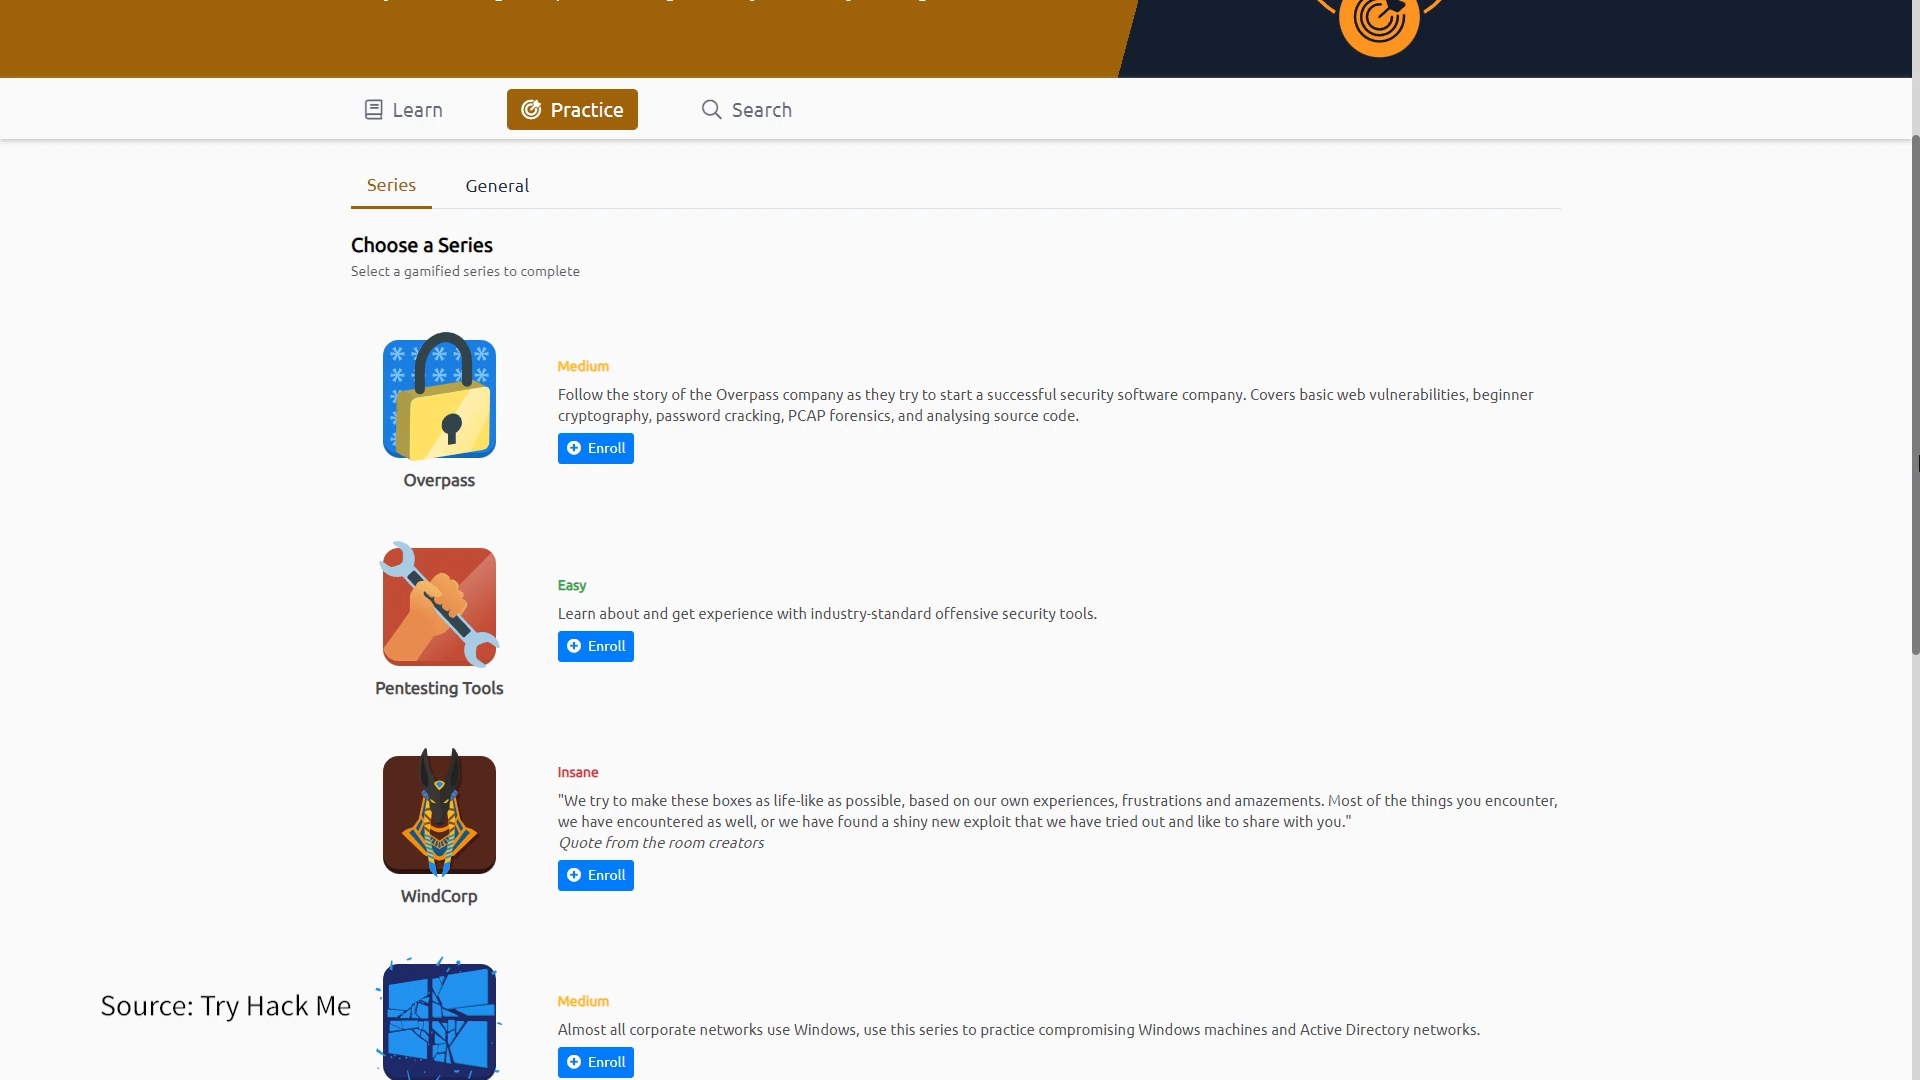 Learn
Practice
Search
Series
General
Choose a Series
Select a gamified series to complete
Medium
Follow the story of the Overpass company as they try to start a successful security software company. Covers basic web vulnerabilities, beginner
cryptography, password cracking, PCAP forensics, and analysing source code.
Enroll
Overpass
Easy
Learn about and get experience with industry-standard offensive security tools.
Enroll
Pentesting Tools
Insane
"We try to make these boxes as life-like as possible, based on our own experiences, frustrations and amazements. Most of the things you encounter,
we have encountered as well, or we have found a shiny new exploit that we have tried out and like to share with you."
Quote from the room creators
Enroll
WindCorp
Source: Try Hack Me
Medium
Almost all corporate networks use Windows, use this series to practice compromising Windows machines and Active Directory networks.
Enroll